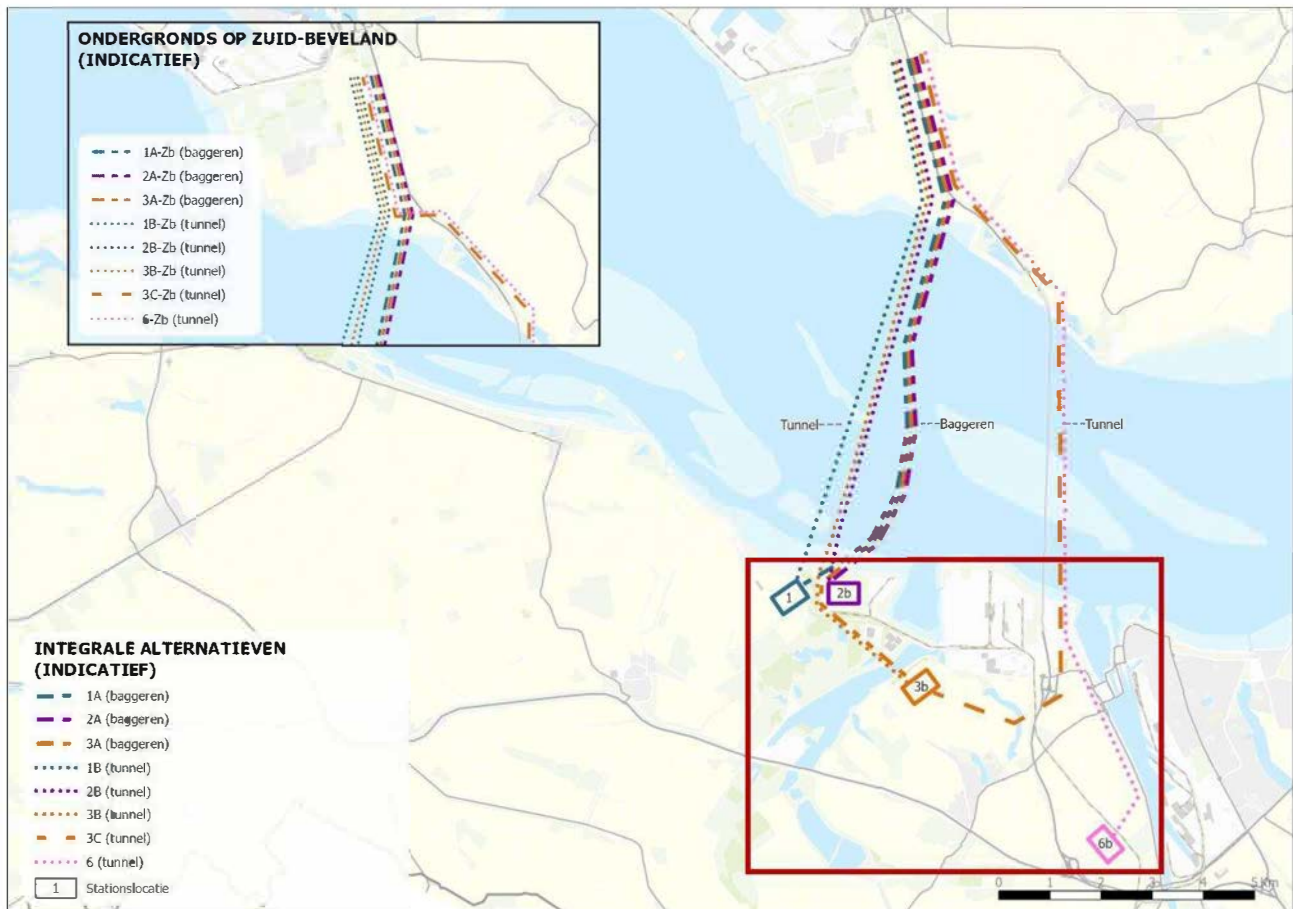 ONDERGRONDS OP ZUID-BEVELAND
(INDICATIEF)
1A-Zb (baggeren)
2A-Zb (baggeren)
3A-Zb (baggeren)
1B-Zb (tunnel)
2B-Zb (tunnel)
3B-Zb (tunnel)
3C-Zb (tunnel)
6-Zb (tunnel)
Tunnel
Baggeren
Tunnel
1
2b
3b
6b
INTEGRALE ALTERNATIEVEN
(INDICATIEF)
1A (baggeren)
2A (baggeren)
3A (baggeren)
1B (tunnel)
2B (tunnel)
3B (tunnel)
3C (tunnel)
6 (tunnel)
1 Stationslocatie
0 1 2 3 4 5 Km